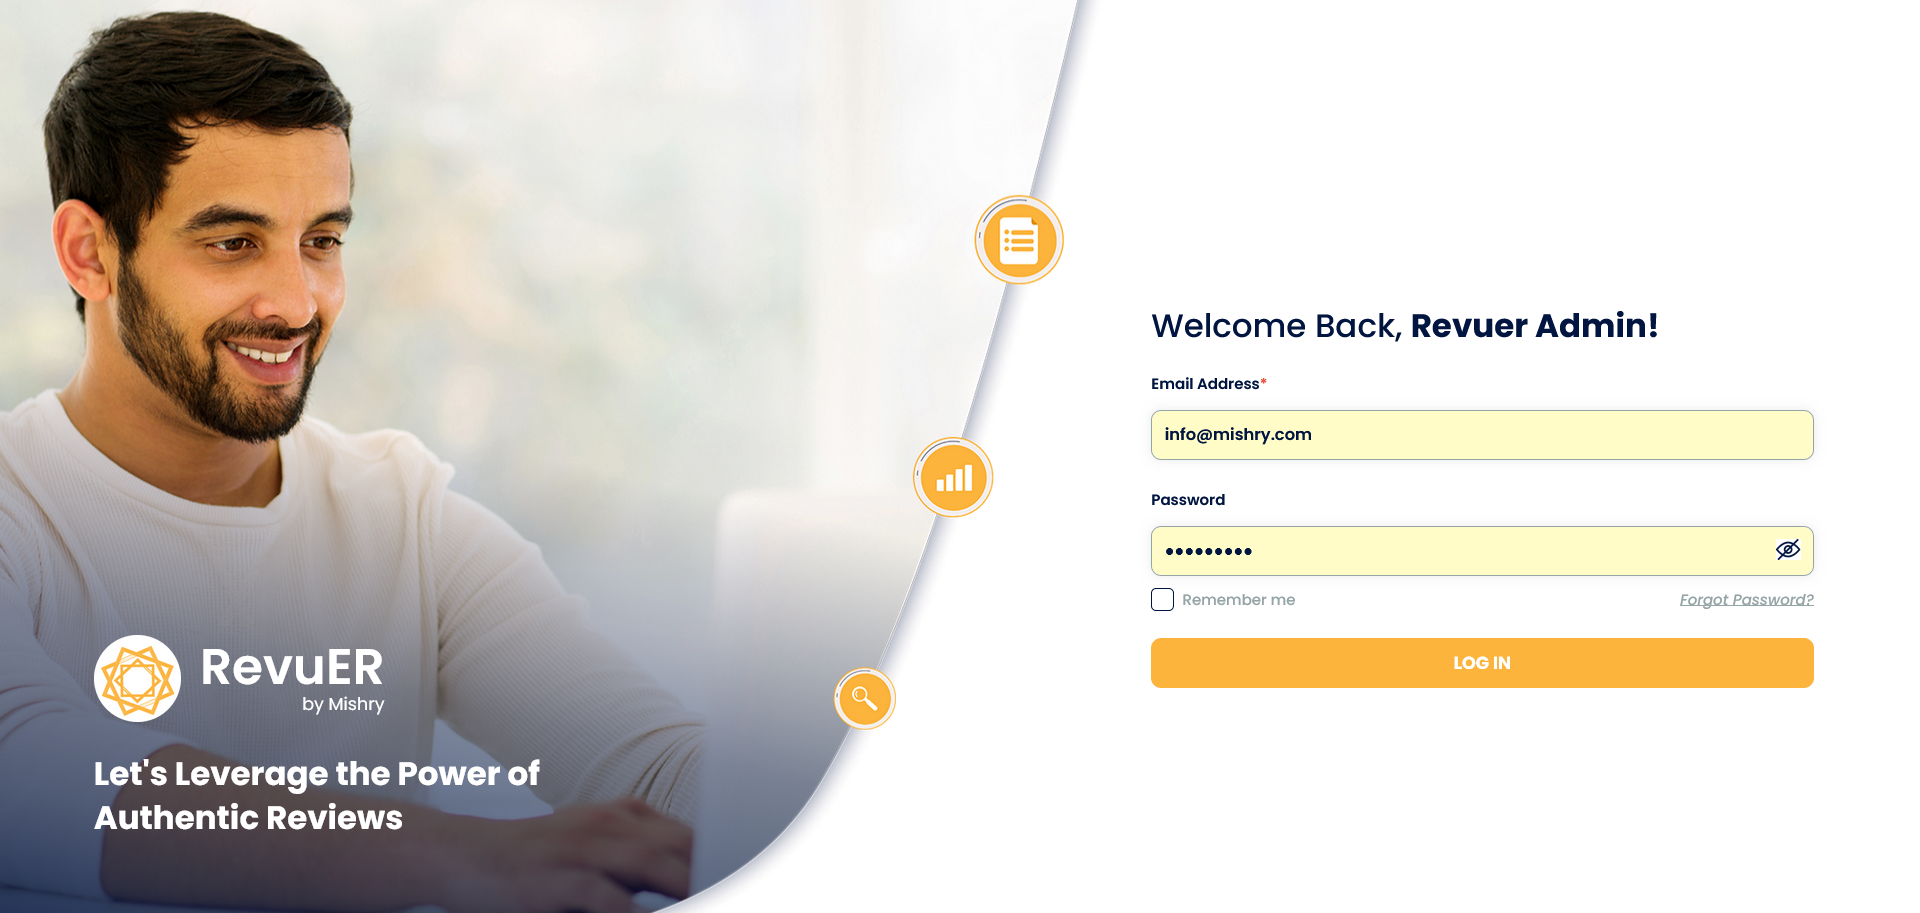 RevuER
by Mishry
Let's Leverage the Power of
Authentic Reviews
Welcome Back, Revuer Admin!
Email Address*
info@mishry.com
Password
•••••••••
Remember me
Forgot Password?
LOG IN